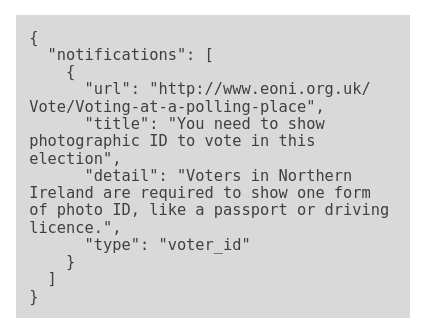 {
  "notifications": [
    {
      "url": "http://www.eoni.org.uk/
Vote/Voting-at-a-polling-place",
      "title": "You need to show
photographic ID to vote in this
election",
      "detail": "Voters in Northern
Ireland are required to show one form
of photo ID, like a passport or driving
licence.",
      "type": "voter_id"
    }
  ]
}